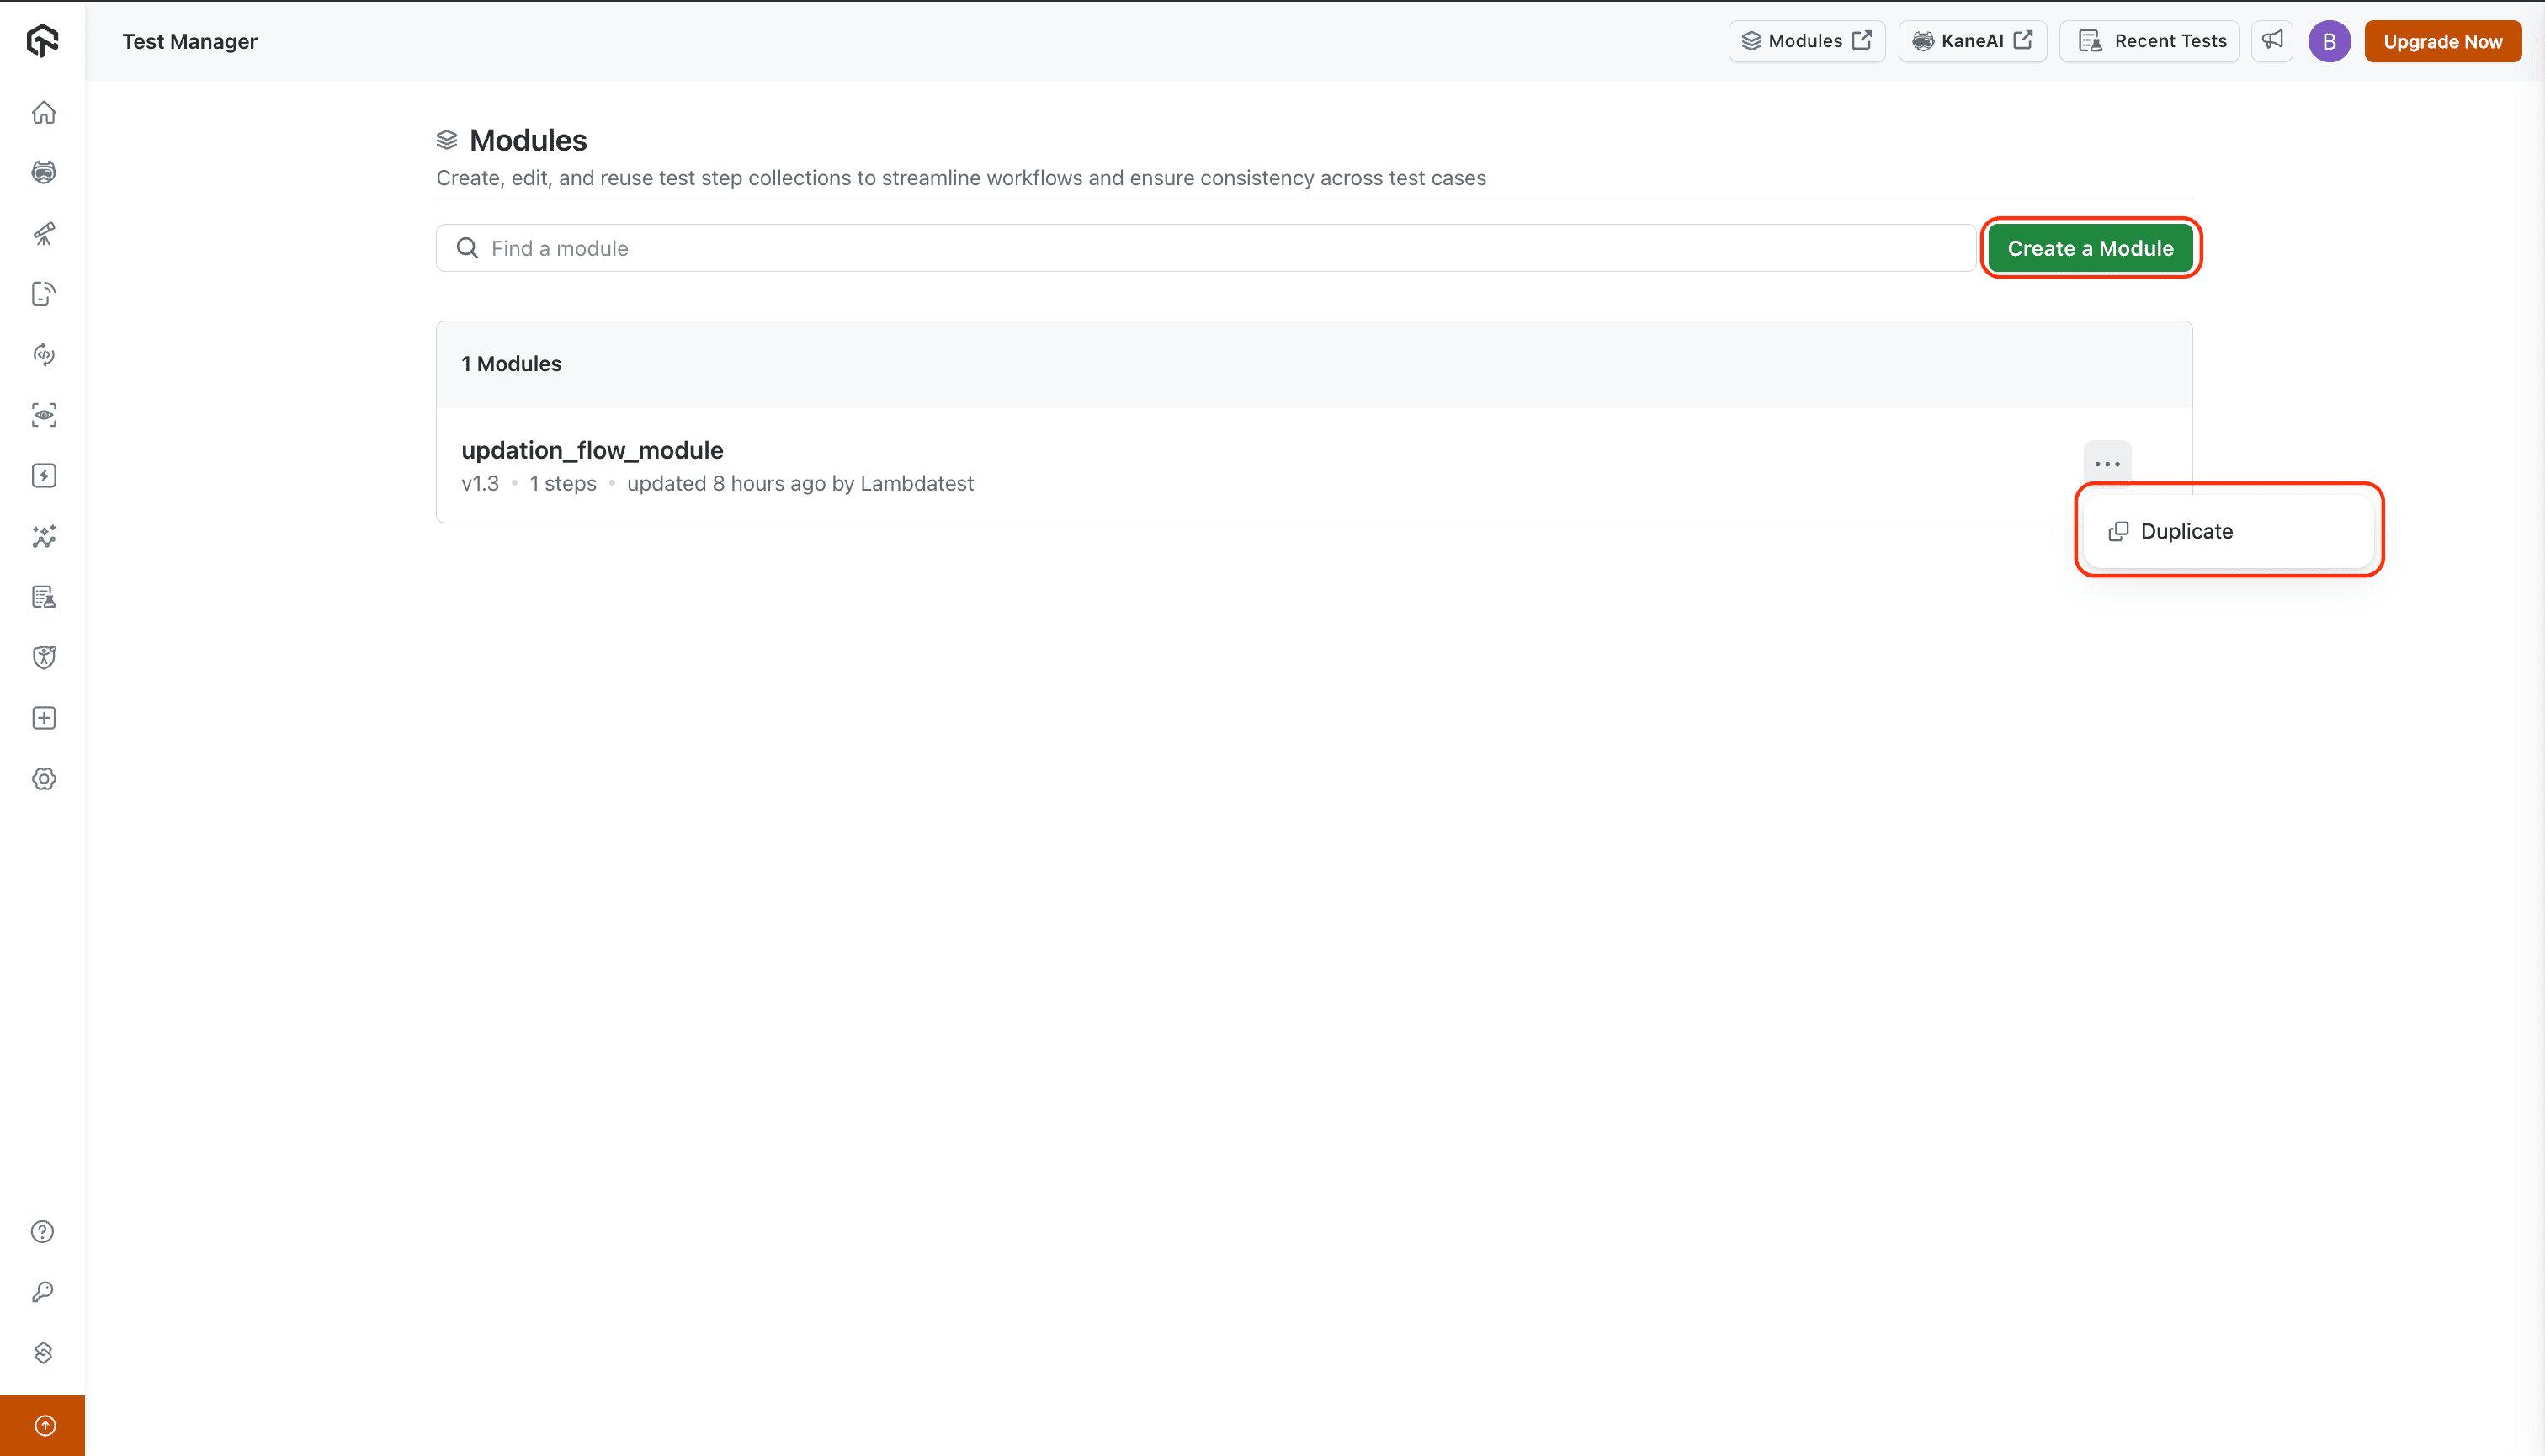 Test Manager
Modules
KaneAI
Recent Tests
B
Upgrade Now
Modules
Create, edit, and reuse test step collections to streamline workflows and ensure consistency across test cases
Find a module
Create a Module
1 Modules
updation_flow_module
v1.3 • 1 steps • updated 8 hours ago by Lambdatest
Duplicate